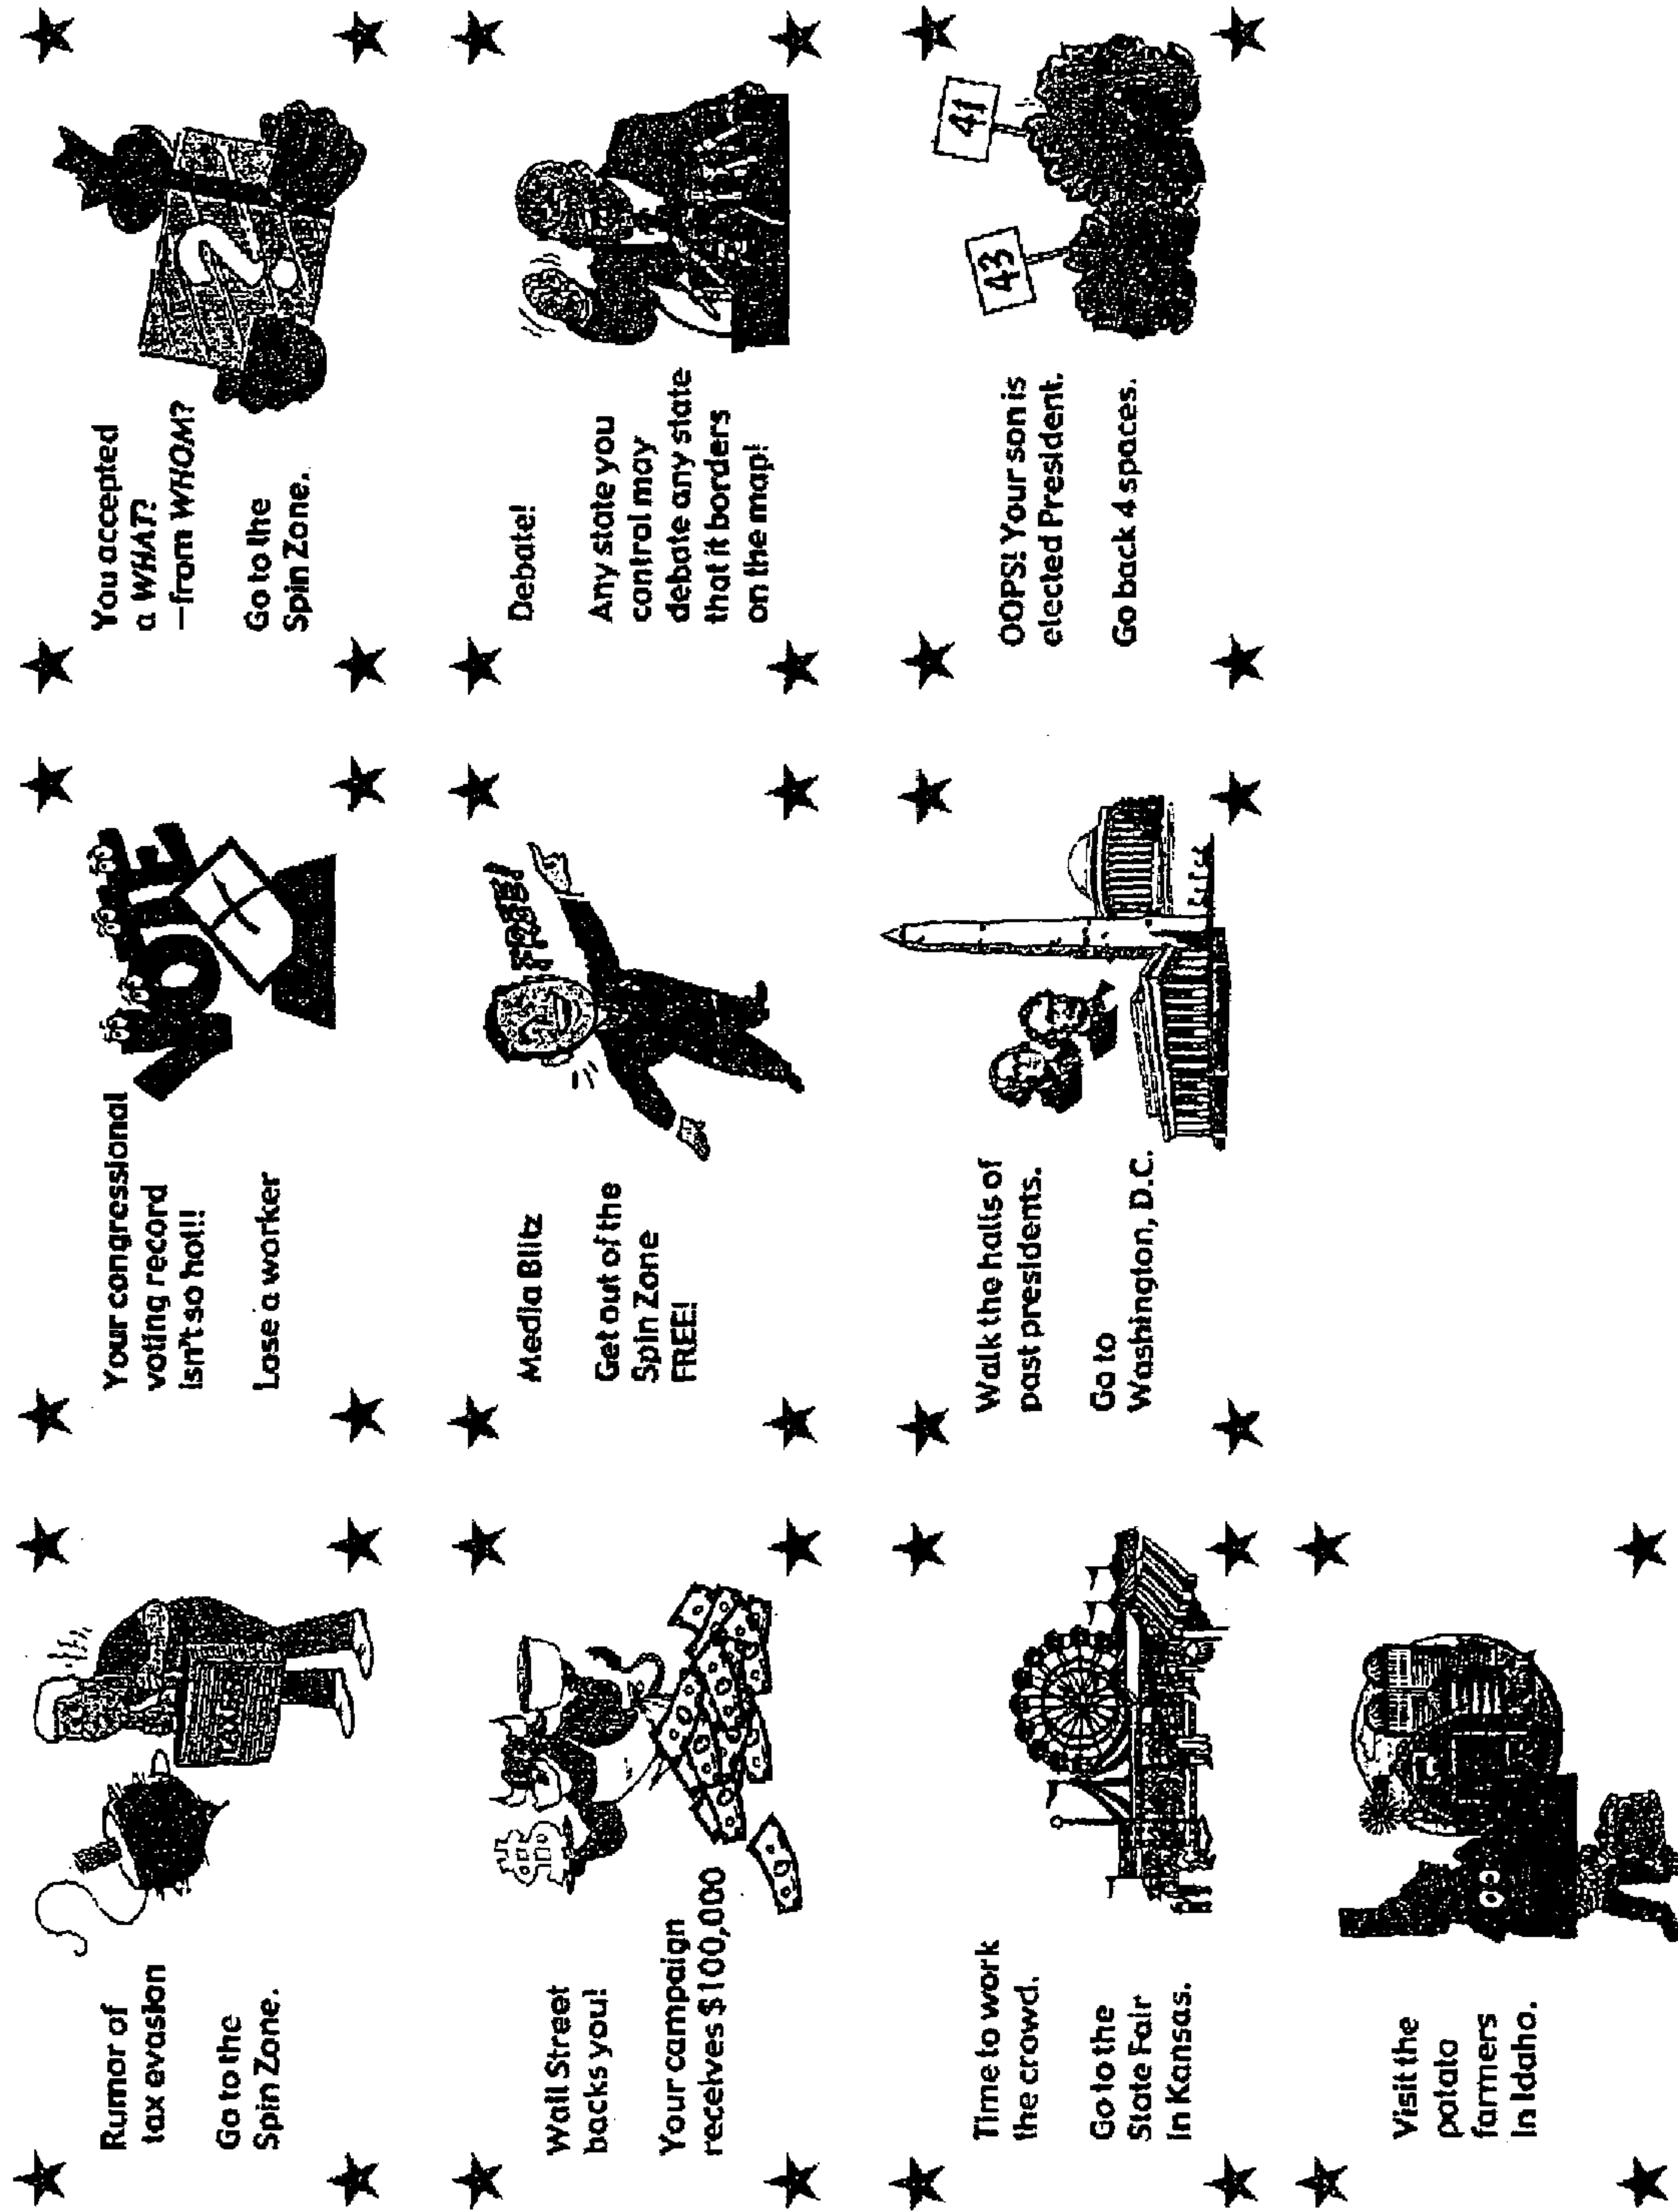 Rumor of
tax evasion
Go to the
Spin Zone.
TAXES
Your congressional
voting record
isn't so hot!!
Lose a worker
VOTE
You accepted
a WHAT?
—from WHOM?
Go to the
Spin Zone.
?
Wall Street
backs you!
Your campaign
receives $100,000
Media Blitz
Get out of the
Spin Zone
FREE!
FREE!
Debate!
Any state you
control may
debate any state
that it borders
on the map!
Time to work
the crowd.
Go to the
State Fair
in Kansas.
Walk the halls of
past presidents.
Go to
Washington, D.C.
OOPS! Your son is
elected President.
Go back 4 spaces.
43
41
Visit the
potato
farmers
in Idaho.